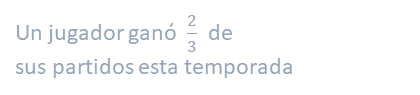 Un jugador ganó 2/3 de
sus partidos esta temporada